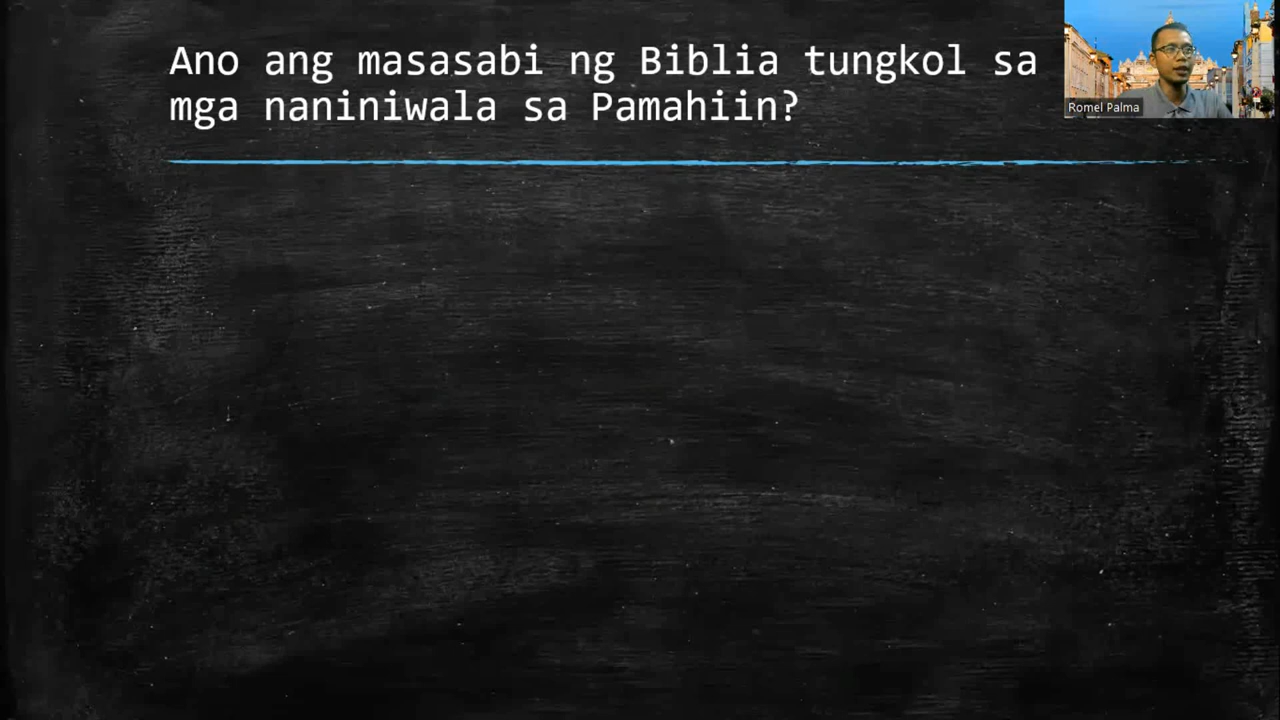 Ano ang masasabi ng Biblia tungkol sa
mga naniniwala sa Pamahiin?
Romel Palma